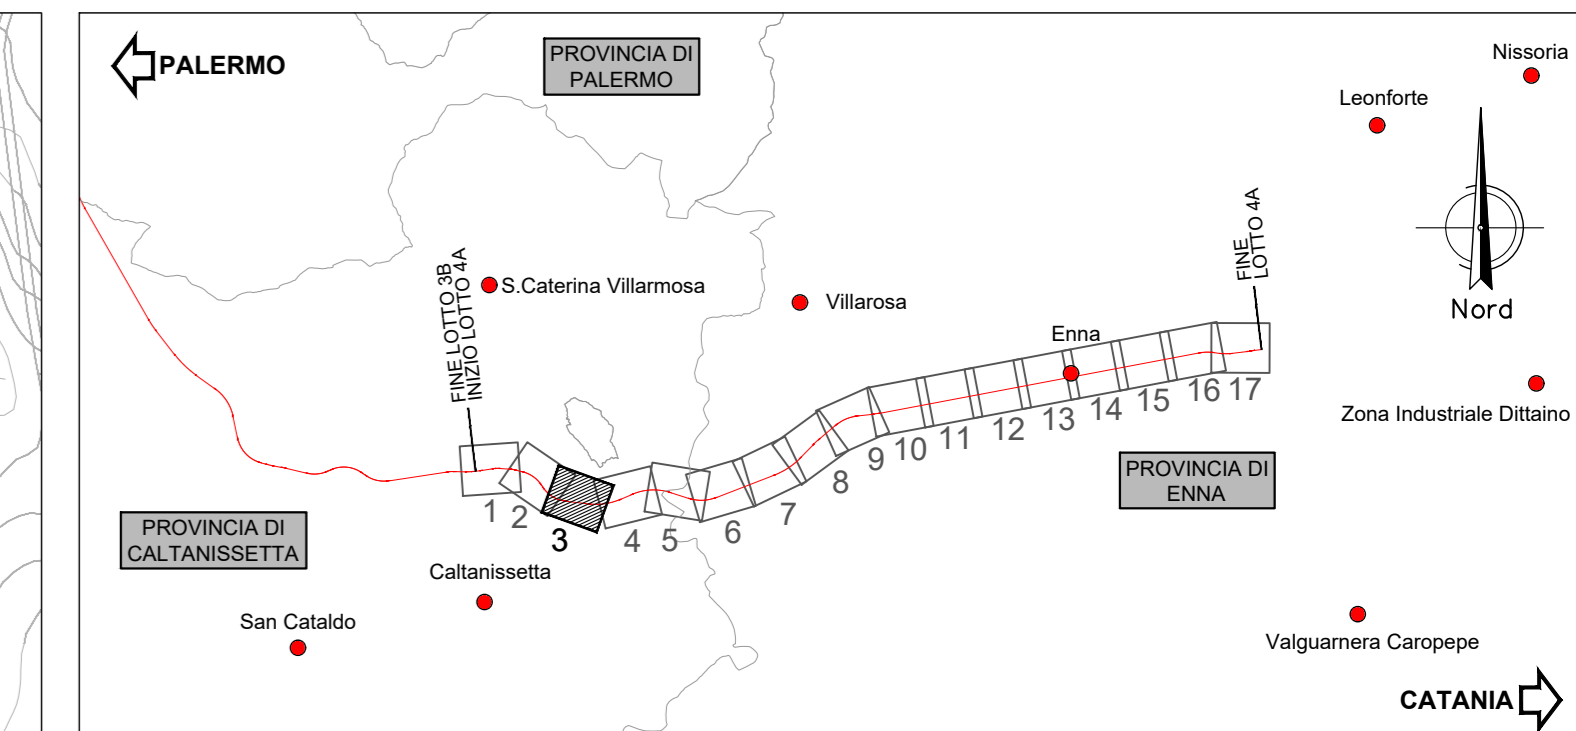 PALERMO
PROVINCIA DI
PALERMO
Nissoria
Leonforte
Nord
FINE LOTTO 3B
INIZIO LOTTO 4A
S.Caterina Villarmosa
Villarosa
Enna
FINE
LOTTO 4A
Zona Industriale Dittaino
1
2
3
4
5
6
7
8
9
10
11
12
13
14
15
16
17
PROVINCIA DI
ENNA
PROVINCIA DI
CALTANISSETTA
Caltanissetta
San Cataldo
Valguarnera Caropepe
CATANIA